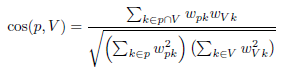 cos(p, V) = \frac{\sum_{k \in p \cap V} w_{pk} w_{Vk}}{\sqrt{\left(\sum_{k \in p} w_{pk}^2\right) \left(\sum_{k \in V} w_{Vk}^2\right)}}